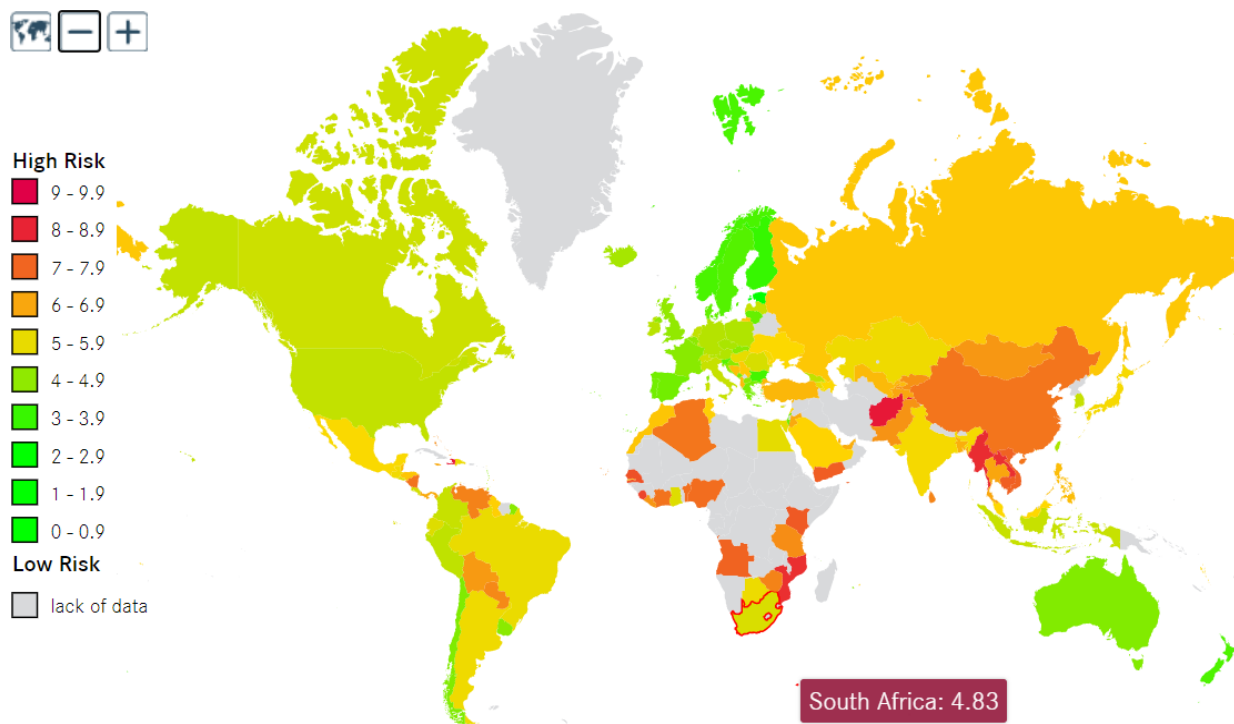 High Risk
9 - 9.9
8 - 8.9
7 - 7.9
6 - 6.9
5 - 5.9
4 - 4.9
3 - 3.9
2 - 2.9
1 - 1.9
0 - 0.9
Low Risk
lack of data
South Africa: 4.83